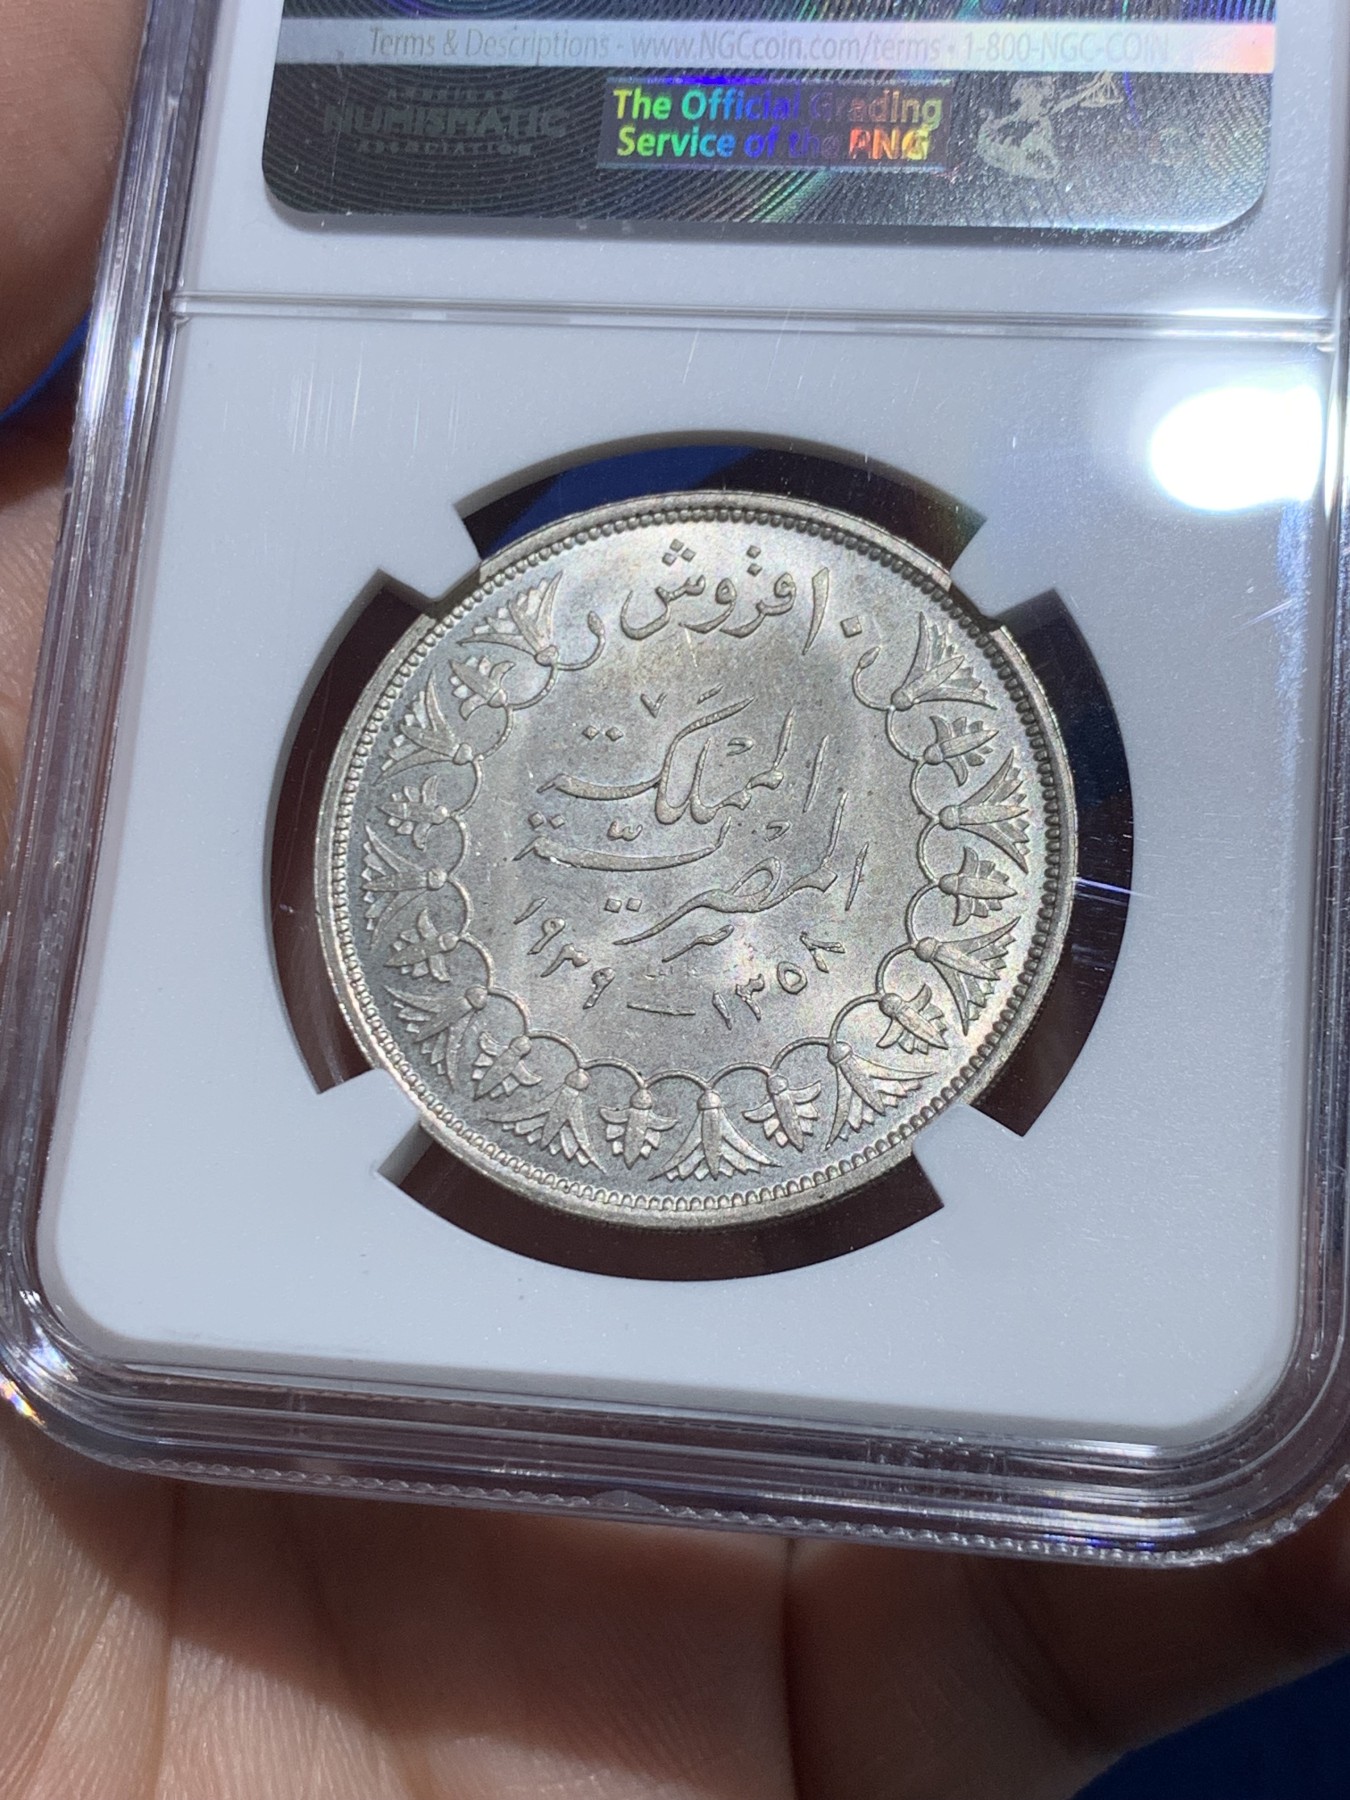 Terms & Descriptions - www.NGCcoin.com/terms • 1-800-NGC-COIN
NUMISMATIC
ASSOCIATION
The Official Grading
Service of the PNG
١٠ قروش
المملكة
المصرية
١٩٣٩ — ١٣٥٨